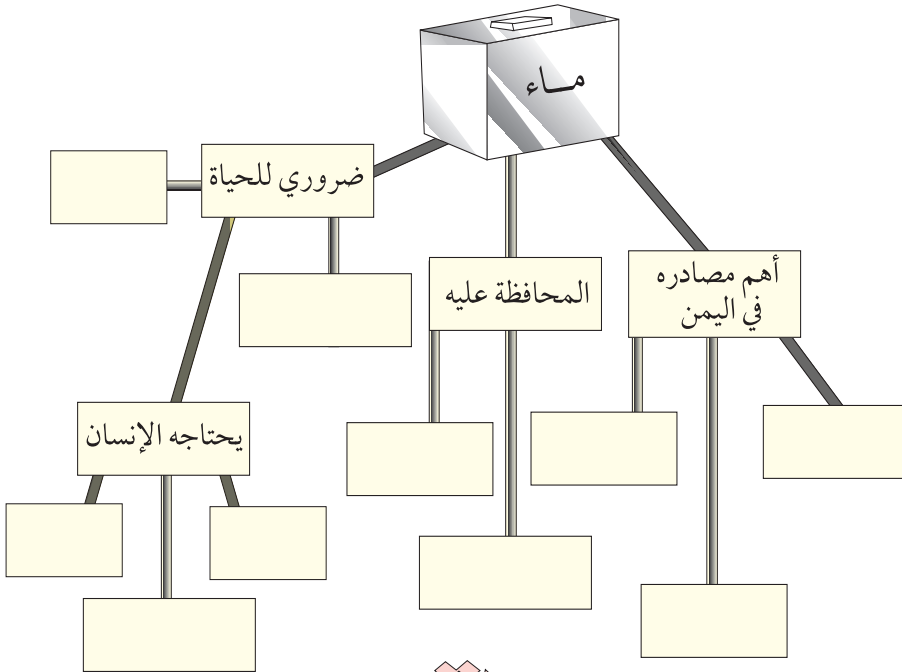 مـاء
ضروري للحياة
أهم مصادره
في اليمن
المحافظة عليه
يحتاجه الإنسان